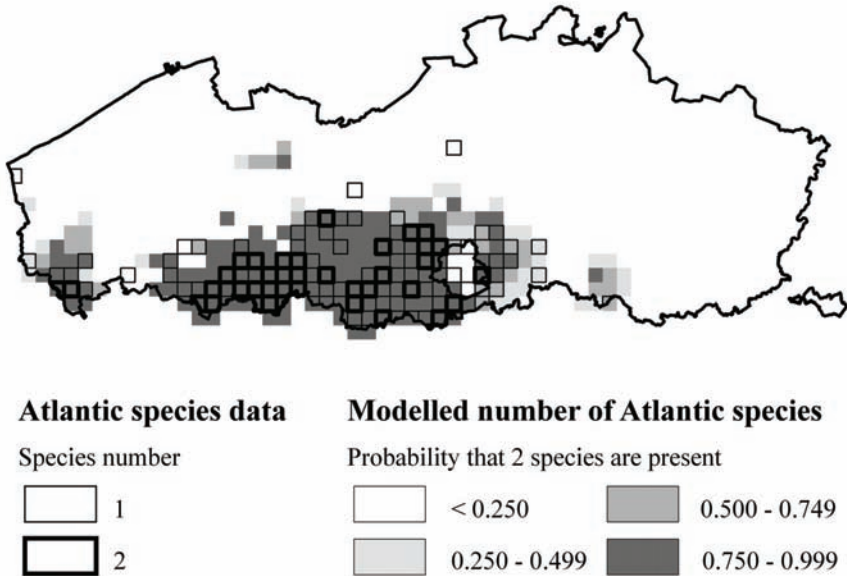 Atlantic species data
Species number
1
2
Modelled number of Atlantic species
Probability that 2 species are present
< 0.250
0.250 - 0.499
0.500 - 0.749
0.750 - 0.999